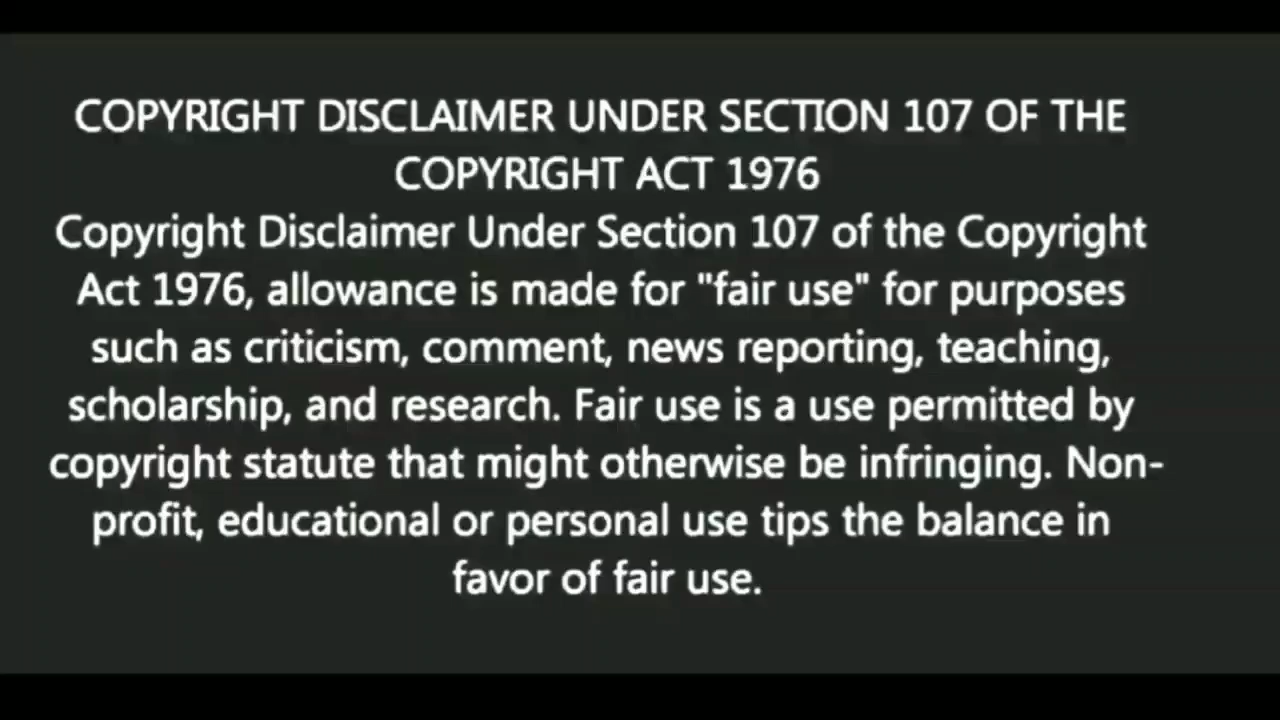 COPYRIGHT DISCLAIMER UNDER SECTION 107 OF THE
COPYRIGHT ACT 1976
Copyright Disclaimer Under Section 107 of the Copyright
Act 1976, allowance is made for "fair use" for purposes
such as criticism, comment, news reporting, teaching,
scholarship, and research. Fair use is a use permitted by
copyright statute that might otherwise be infringing. Non-
profit, educational or personal use tips the balance in
favor of fair use.